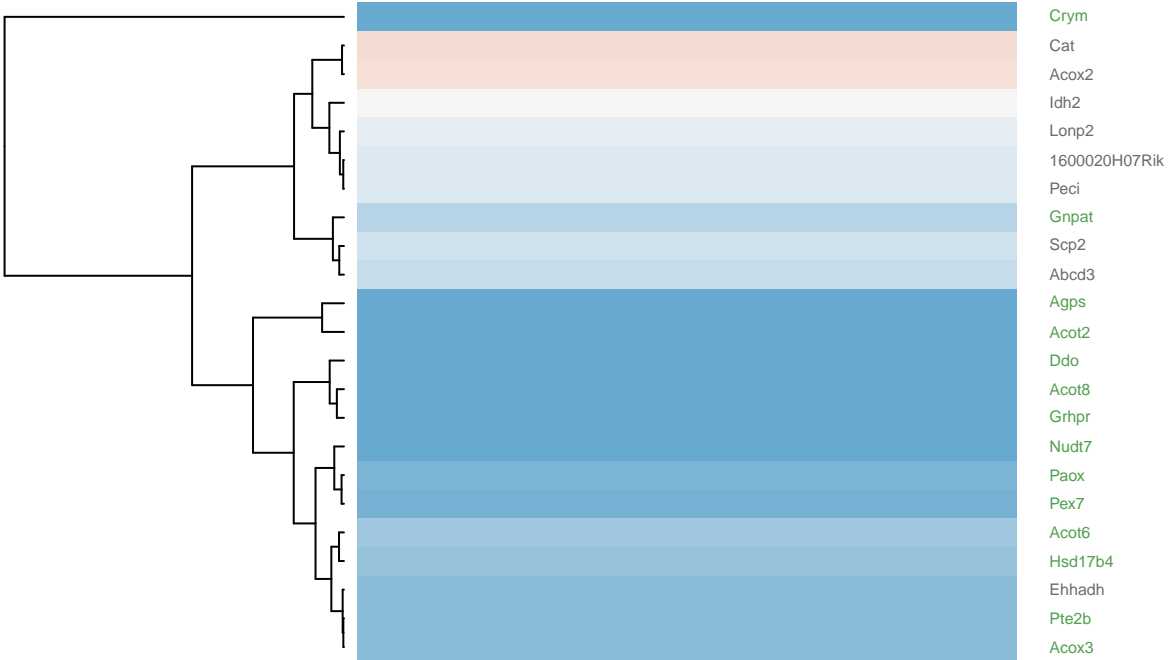 Crym
Cat
Acox2
Idh2
Lonp2
1600020H07Rik
Peci
Gnpat
Scp2
Abcd3
Agps
Acot2
Ddo
Acot8
Grhpr
Nudt7
Paox
Pex7
Acot6
Hsd17b4
Ehhadh
Pte2b
Acox3